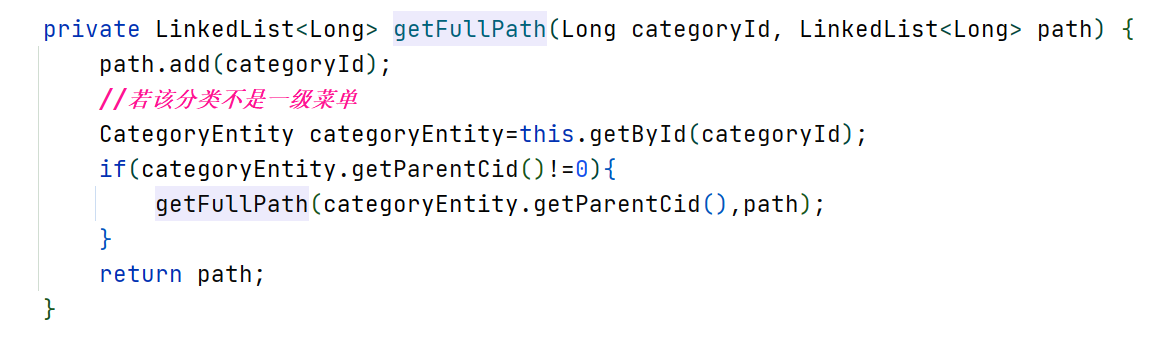 private LinkedList<Long> getFullPath(Long categoryId, LinkedList<Long> path) {
path.add(categoryId);
//若该分类不是一级菜单
CategoryEntity categoryEntity=this.getById(categoryId);
if(categoryEntity.getParentCid()!=0){
getFullPath(categoryEntity.getParentCid(),path);
}
return path;
}